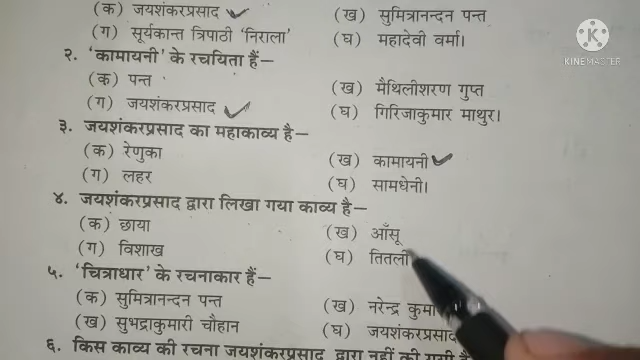 (क) जयशंकरप्रसाद (ख) सुमित्रानन्दन पन्त
(ग) सूर्यकान्त त्रिपाठी ‘निराला’ (घ) महादेवी वर्मा।
२. ‘कामायनी’ के रचयिता हैं—
(क) पन्त (ख) मैथिलीशरण गुप्त
(ग) जयशंकरप्रसाद (घ) गिरिजाकुमार माथुर।
३. जयशंकरप्रसाद का महाकाव्य है—
(क) रेणुका (ख) कामायनी
(ग) लहर (घ) सामधेनी।
४. जयशंकरप्रसाद द्वारा लिखा गया काव्य है—
(क) छाया (ख) आँसू
(ग) विशाख (घ) तितली
५. ‘चित्राधार’ के रचनाकार हैं—
(क) सुमित्रानन्दन पन्त (ख) नरेन्द्र
(ख) सुभद्राकुमारी चौहान (घ) जयशंकरप्रसाद
६. किस काव्य की रचना जयशंकरप्रसाद द्वारा नहीं की गयी
KINEMASTER